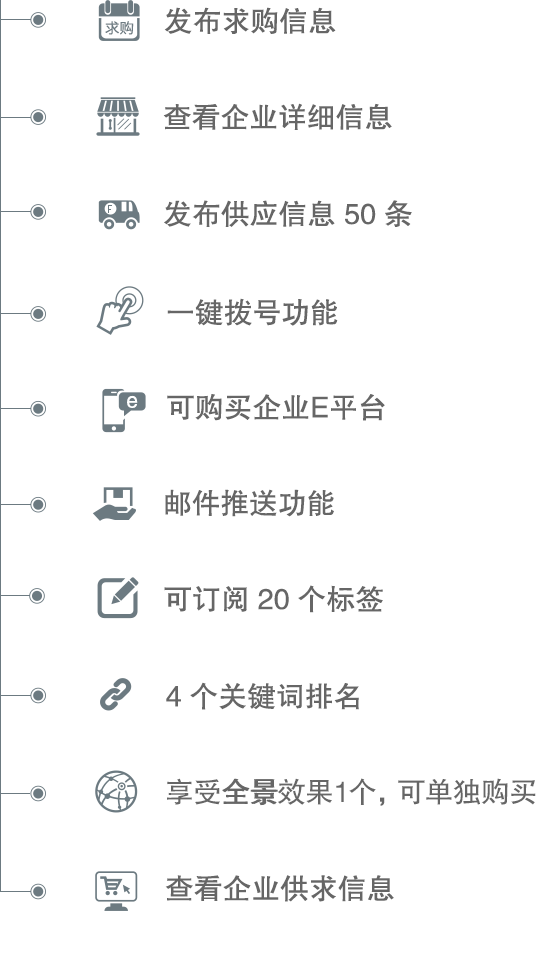 求购
发布求购信息
查看企业详细信息
F
发布供应信息 50 条
一键拨号功能
e
可购买企业E平台
邮件推送功能
可订阅 20 个标签
4 个关键词排名
享受全景效果1个，可单独购买
查看企业供求信息